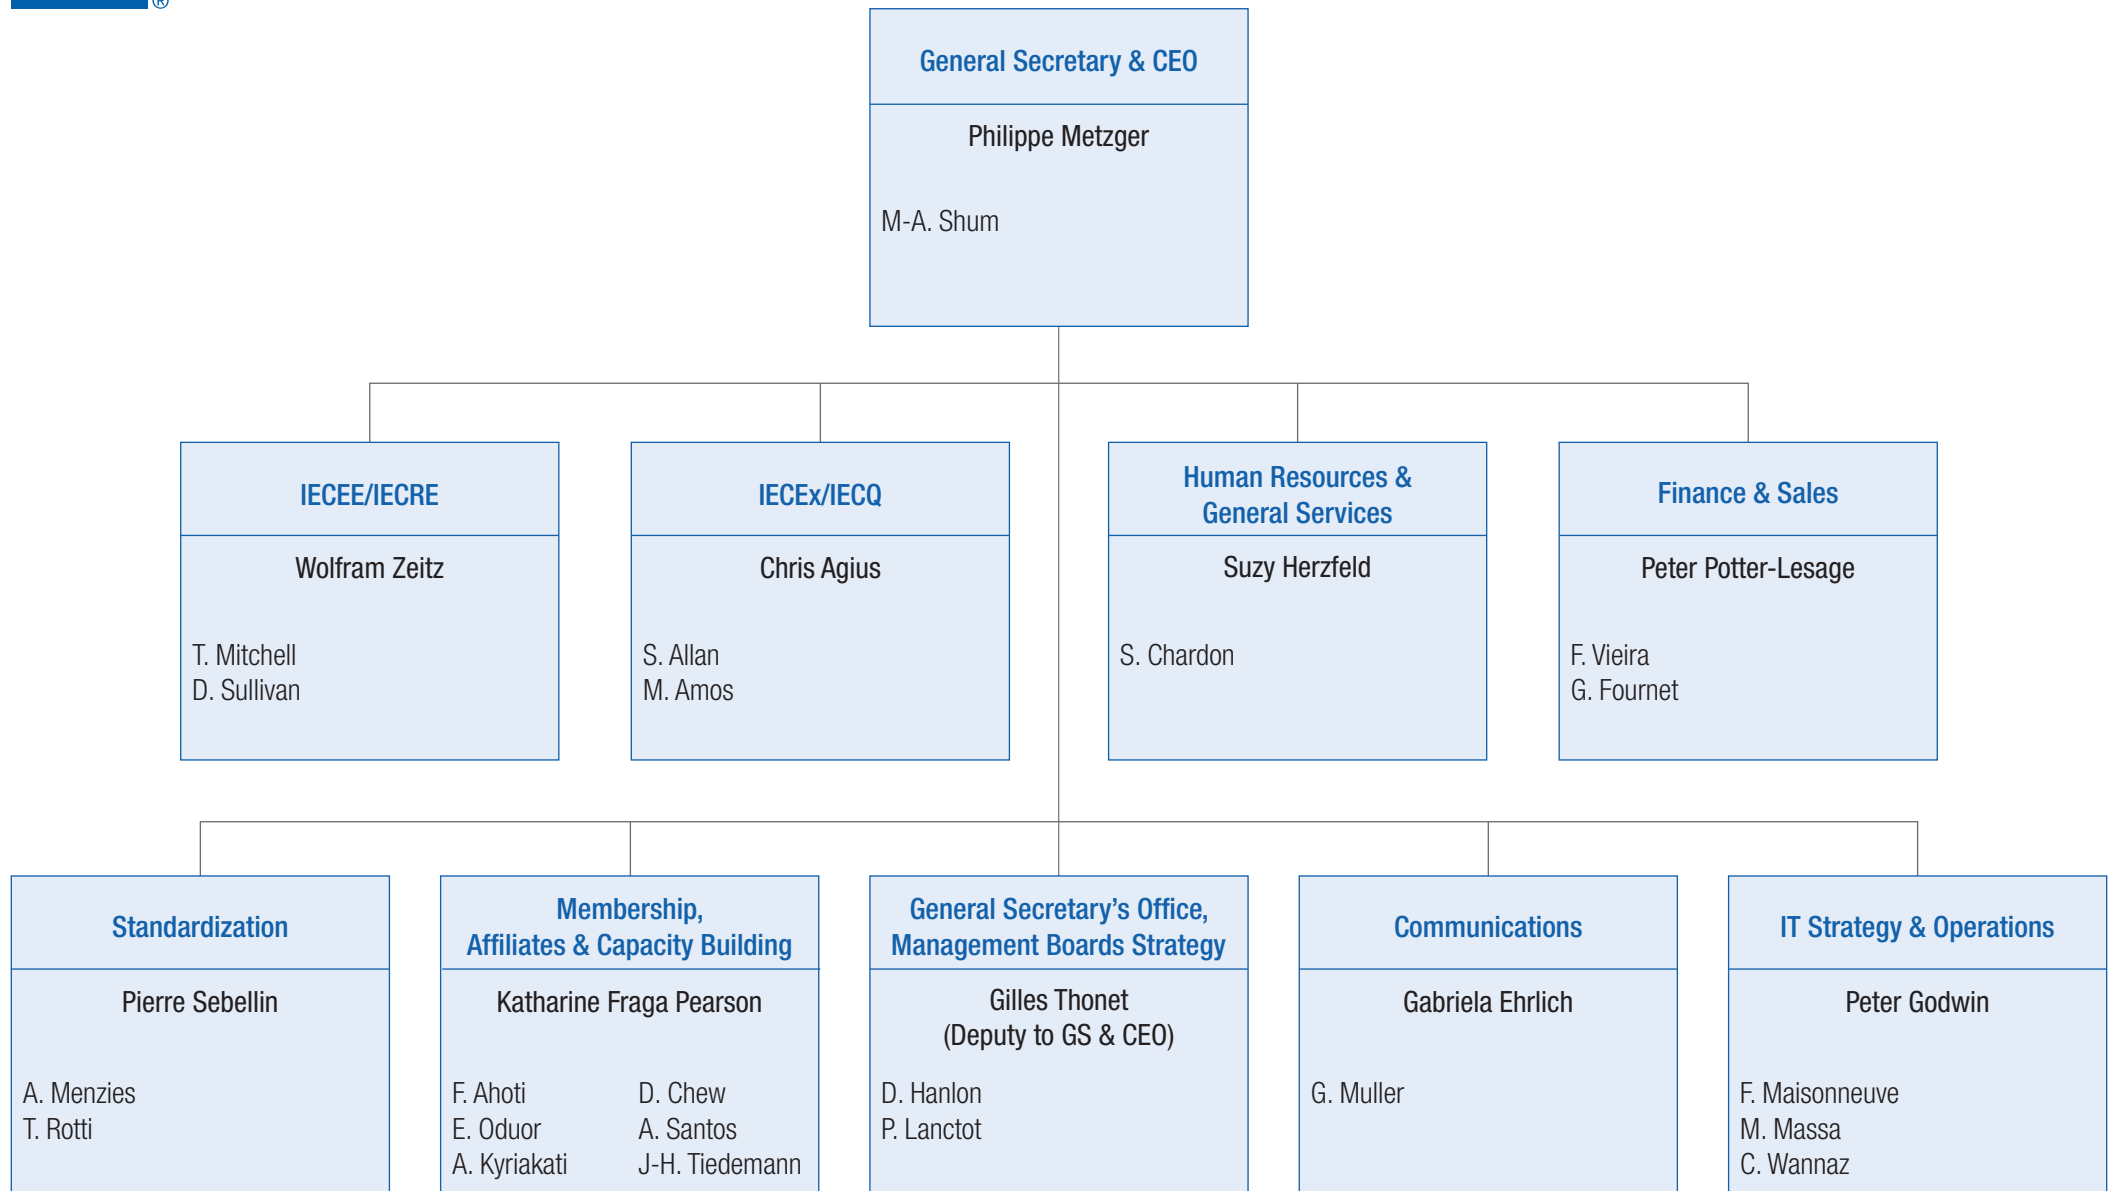 ®
General Secretary & CEO
Philippe Metzger
M-A. Shum
IECEE/IECRE
Wolfram Zeitz
T. Mitchell
D. Sullivan
IECEx/IECQ
Chris Agius
S. Allan
M. Amos
Human Resources &
General Services
Suzy Herzfeld
S. Chardon
Finance & Sales
Peter Potter-Lesage
F. Vieira
G. Fournet
Standardization
Pierre Sebellin
A. Menzies
T. Rotti
Membership,
Affiliates & Capacity Building
Katharine Fraga Pearson
F. Ahoti
E. Oduor
A. Kyriakati
D. Chew
A. Santos
J-H. Tiedemann
General Secretary’s Office,
Management Boards Strategy
Gilles Thonet
(Deputy to GS & CEO)
D. Hanlon
P. Lanctot
Communications
Gabriela Ehrlich
G. Muller
IT Strategy & Operations
Peter Godwin
F. Maisonneuve
M. Massa
C. Wannaz